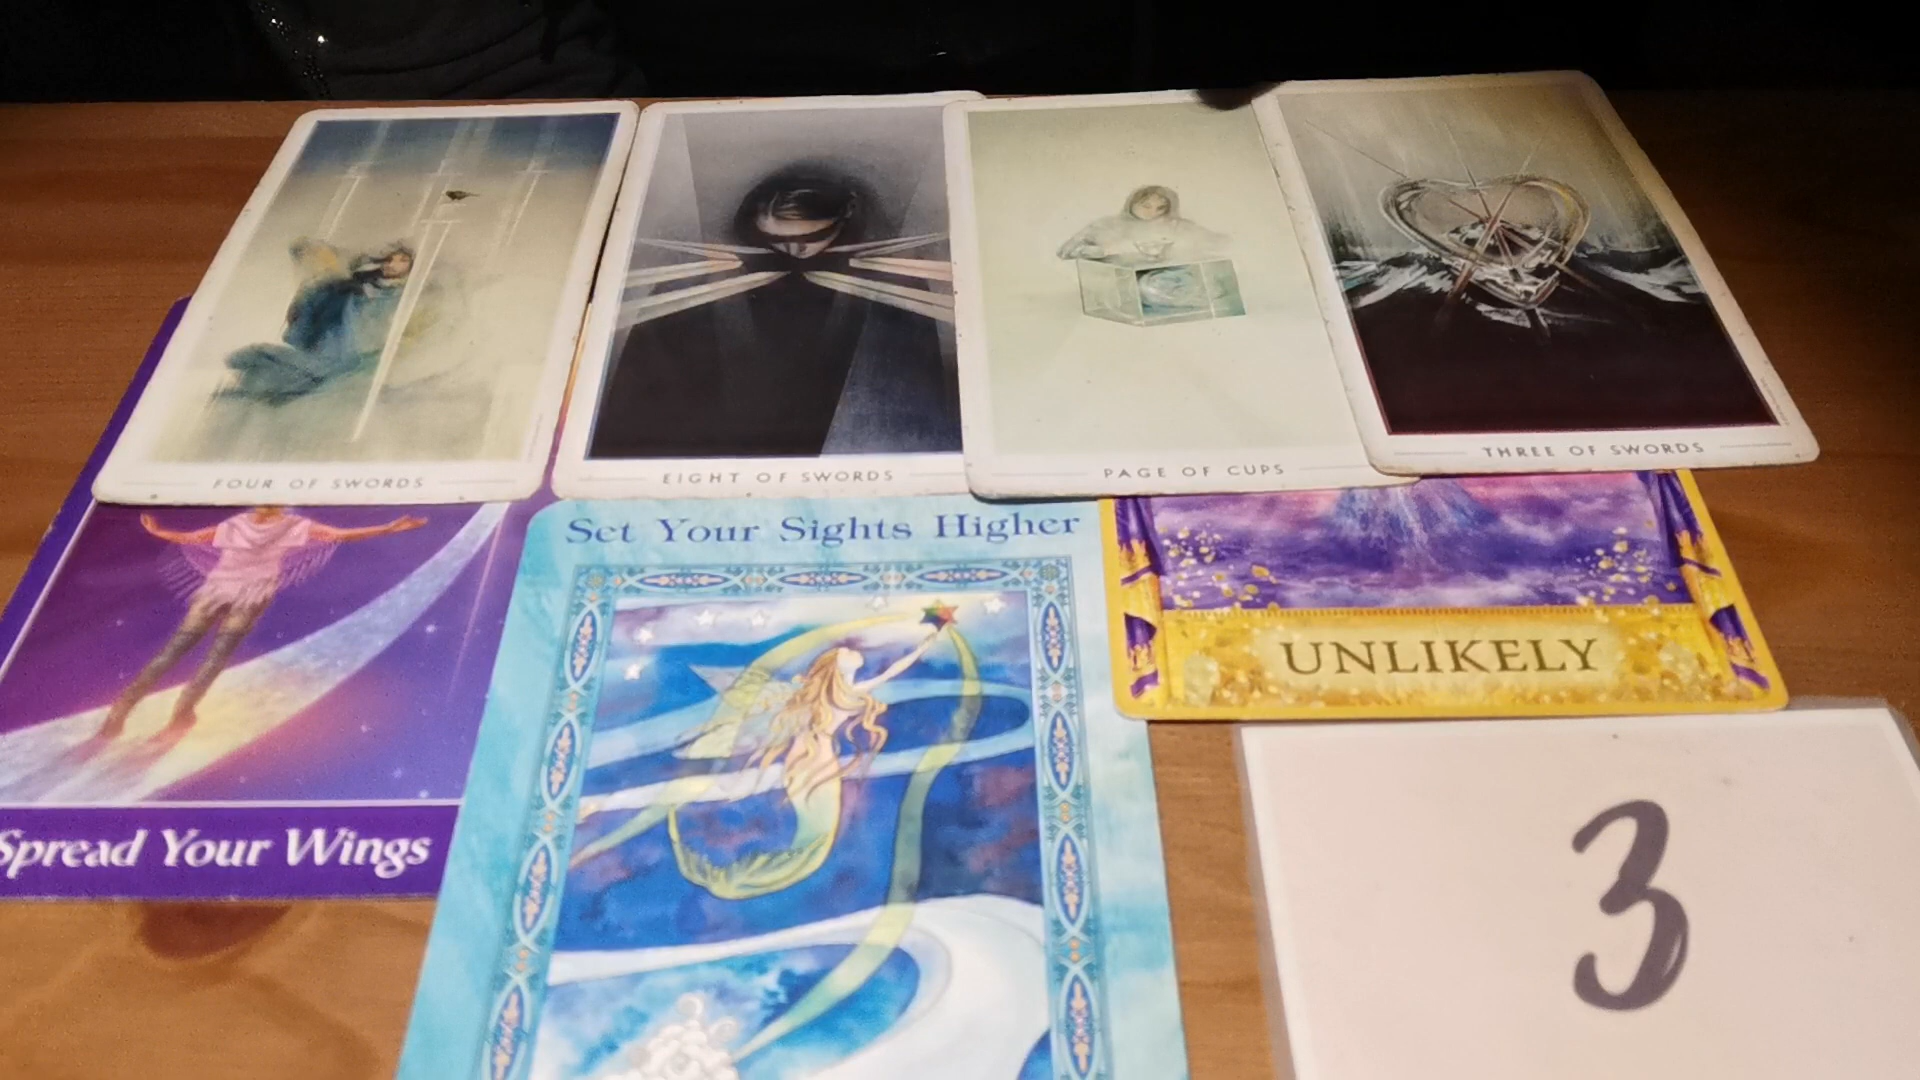 FOUR OF SWORDS
EIGHT OF SWORDS
PAGE OF CUPS
THREE OF SWORDS
Set Your Sights Higher
UNLIKELY
Spread Your Wings
3